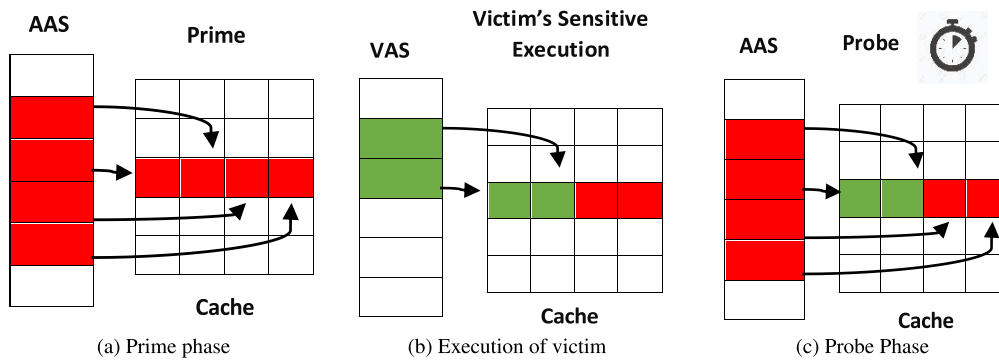 AAS
Prime
Cache
(a) Prime phase
VAS
Victim's Sensitive
Execution
Cache
(b) Execution of victim
AAS
Probe
Cache
(c) Probe Phase